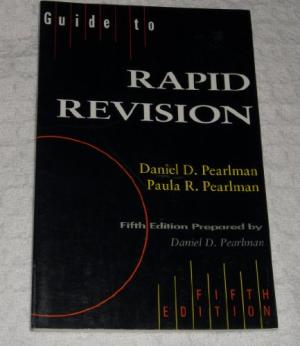 Guide to
RAPID
REVISION
Daniel D. Pearlman
Paula R. Pearlman
Fifth Edition Prepared by
Daniel D. Pearlman
FIFTH
EDITION